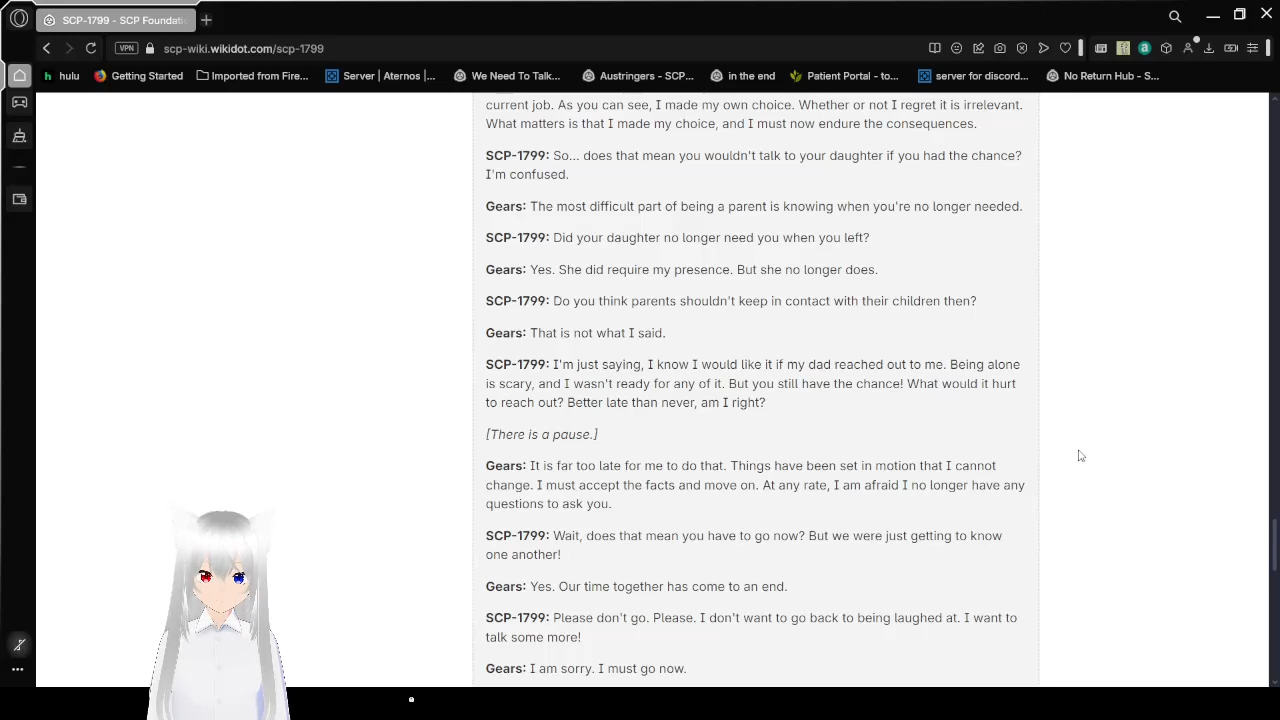 SCP-1799 - SCP Foundatio
VPN
scp-wiki.wikidot.com/scp-1799
hulu
Getting Started
Imported from Fire...
Server | Aternos |...
We Need To Talk...
Austringers - SCP...
in the end
Patient Portal - to...
server for discord...
No Return Hub - S...
current job. As you can see, I made my own choice. Whether or not I regret it is irrelevant.
What matters is that I made my choice, and I must now endure the consequences.
SCP-1799: So... does that mean you wouldn't talk to your daughter if you had the chance?
I'm confused.
Gears: The most difficult part of being a parent is knowing when you're no longer needed.
SCP-1799: Did your daughter no longer need you when you left?
Gears: Yes. She did require my presence. But she no longer does.
SCP-1799: Do you think parents shouldn't keep in contact with their children then?
Gears: That is not what I said.
SCP-1799: I'm just saying, I know I would like it if my dad reached out to me. Being alone
is scary, and I wasn't ready for any of it. But you still have the chance! What would it hurt
to reach out? Better late than never, am I right?
[There is a pause.]
Gears: It is far too late for me to do that. Things have been set in motion that I cannot
change. I must accept the facts and move on. At any rate, I am afraid I no longer have any
questions to ask you.
SCP-1799: Wait, does that mean you have to go now? But we were just getting to know
one another!
Gears: Yes. Our time together has come to an end.
SCP-1799: Please don't go. Please. I don't want to go back to being laughed at. I want to
talk some more!
Gears: I am sorry. I must go now.